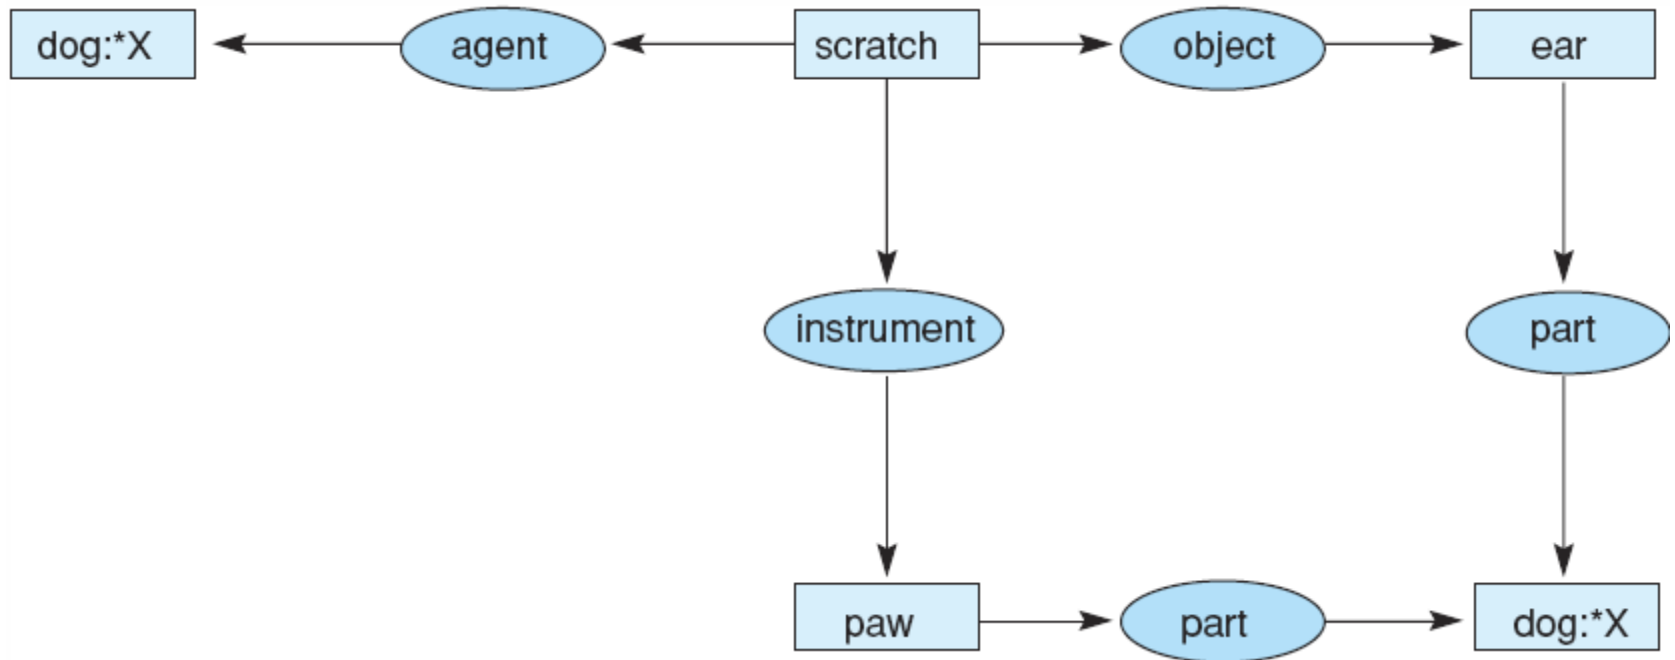 dog:*X
agent
scratch
object
ear
instrument
part
paw
part
dog:*X